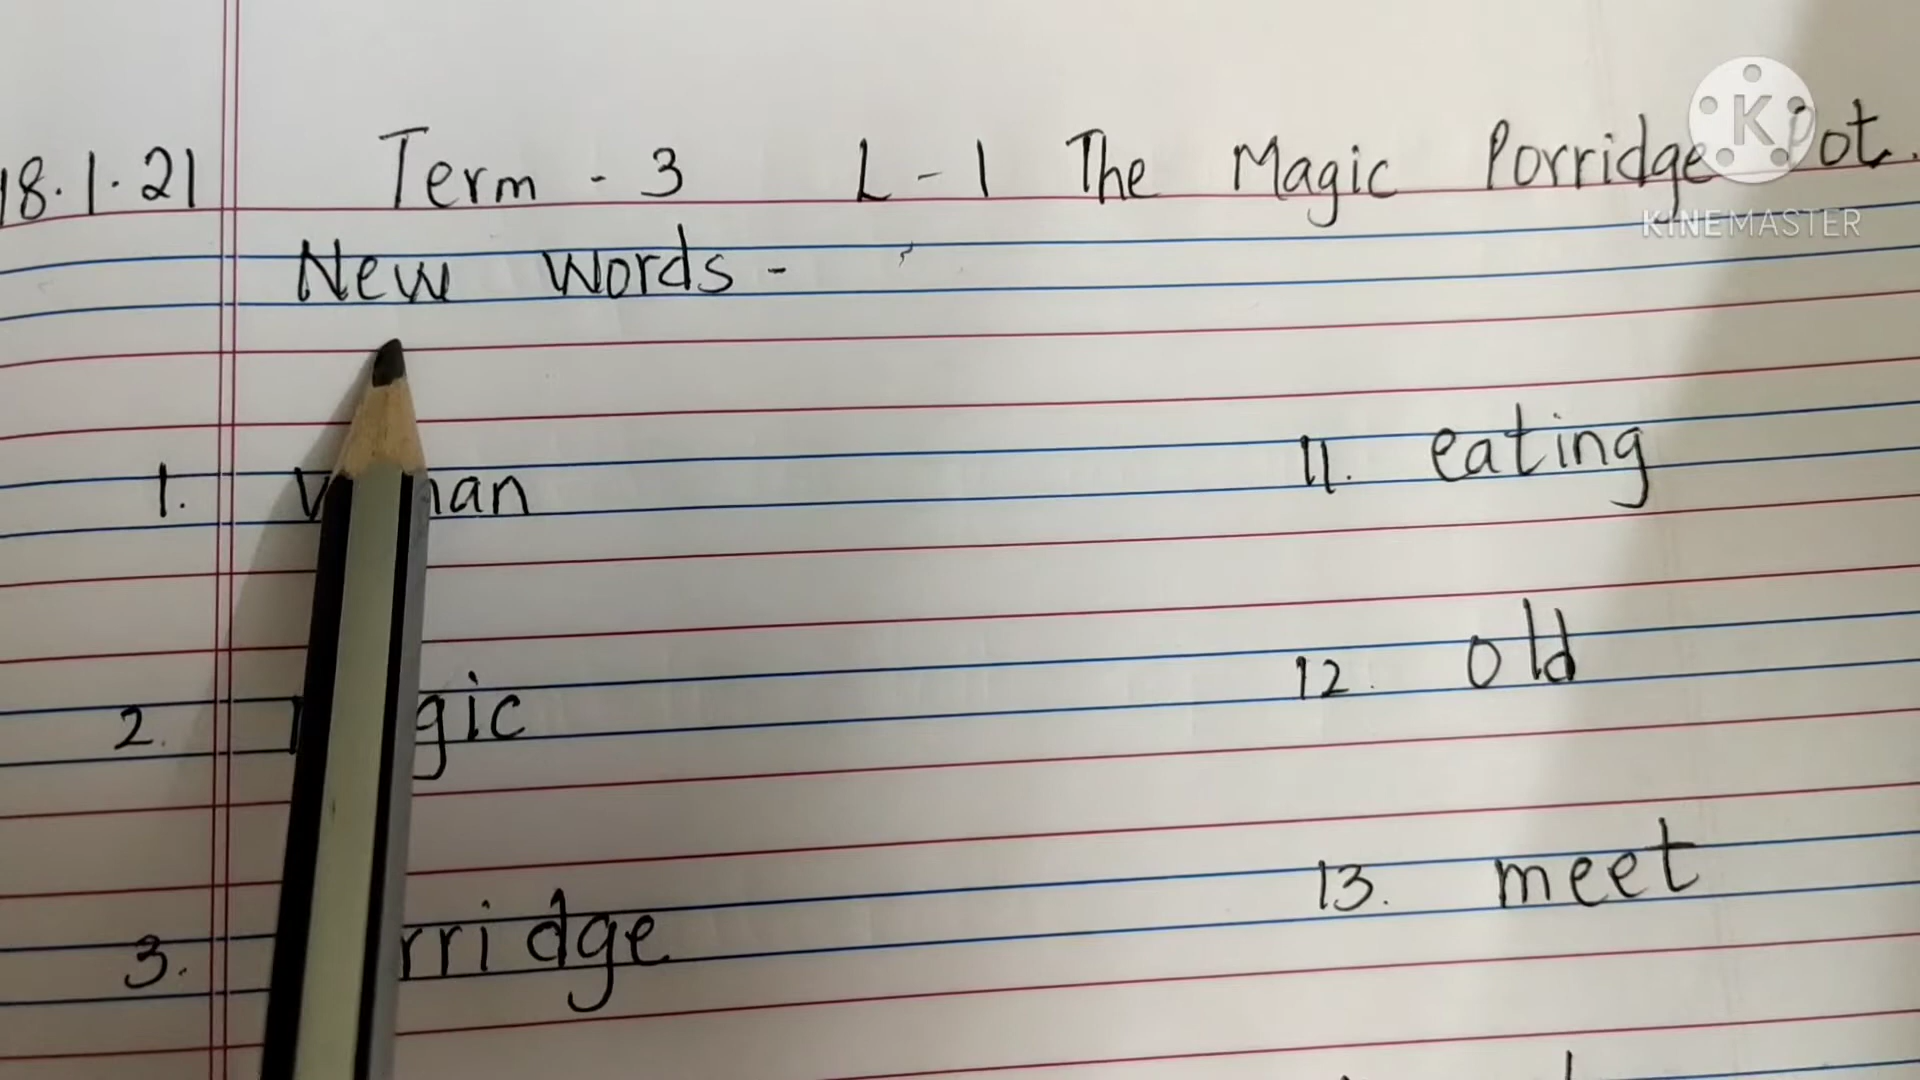 18.1.21 Term - 3 L - 1 The Magic Porridge Pot.
KINEMASTER
New words -
1. 11. eating
2. 12. old
3. 13. meet